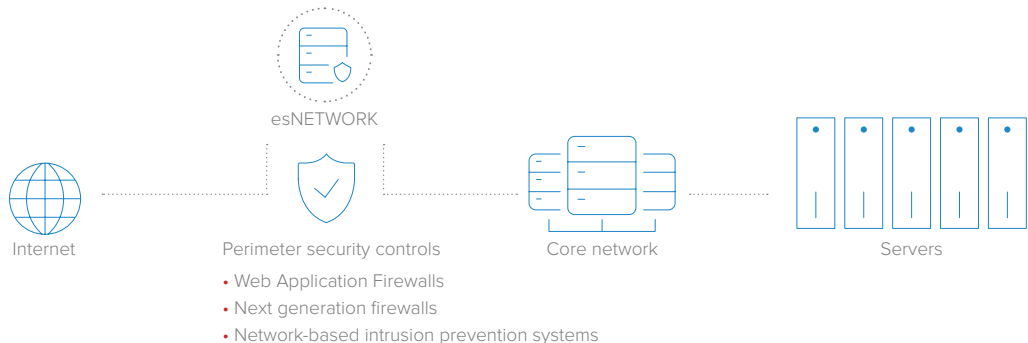 esNETWORK
Internet
Perimeter security controls
• Web Application Firewalls
• Next generation firewalls
• Network-based intrusion prevention systems
Core network
Servers